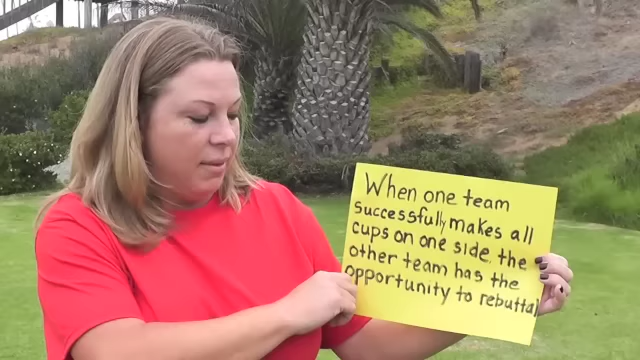 When one team
successfully makes all
cups on one side, the
other team has the
opportunity to rebuttal